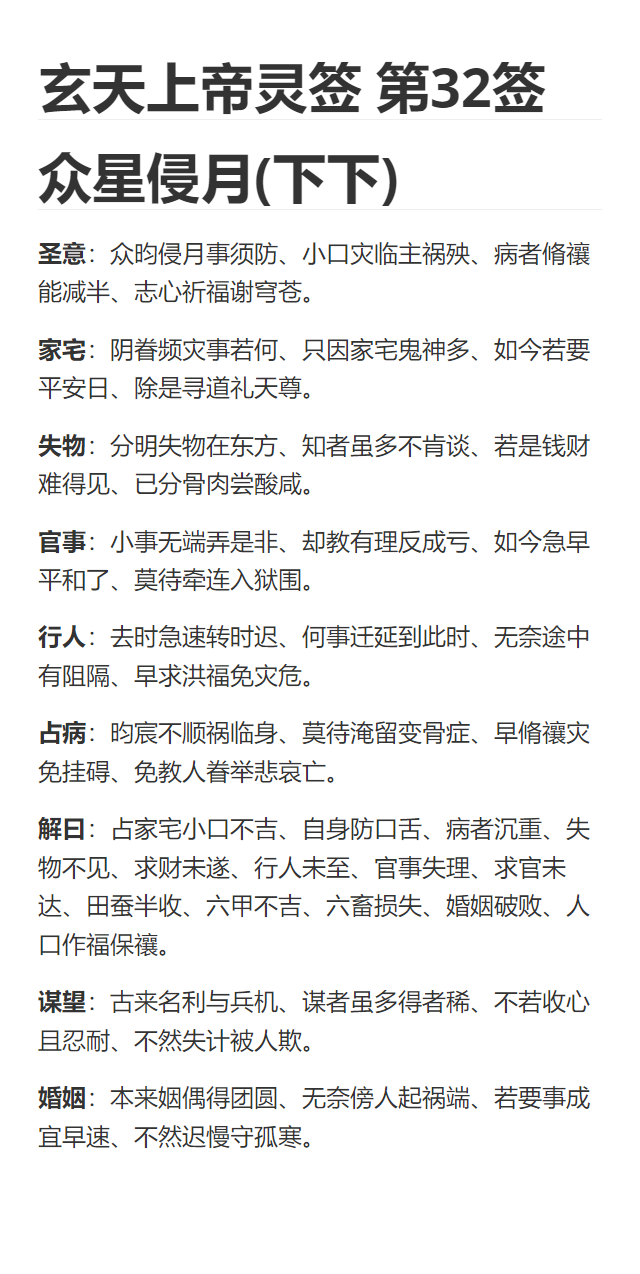 玄天上帝灵签 第32签
众星侵月(下下)
圣意：众昀侵月事须防、小口灾临主祸殃、病者脩禳
能减半、志心祈福谢穹苍。
家宅：阴眷频灾事若何、只因家宅鬼神多、如今若要
平安日、除是寻道礼天尊。
失物：分明失物在东方、知者虽多不肯谈、若是钱财
难得见、已分骨肉尝酸咸。
官事：小事无端弄是非、却教有理反成亏、如今急早
平和了、莫待牵连入狱围。
行人：去时急速转时迟、何事迁延到此时、无奈途中
有阻隔、早求洪福免灾危。
占病：昀宸不顺祸临身、莫待淹留变骨症、早脩禳灾
免挂碍、免教人眷举悲哀亡。
解曰：占家宅小口不吉、自身防口舌、病者沉重、失
物不见、求财未遂、行人未至、官事失理、求官未
达、田蚕半收、六甲不吉、六畜损失、婚姻破败、人
口作福保禳。
谋望：古来名利与兵机、谋者虽多得者稀、不若收心
且忍耐、不然失计被人欺。
婚姻：本来姻偶得团圆、无奈傍人起祸端、若要事成
宜早速、不然迟慢守孤寒。